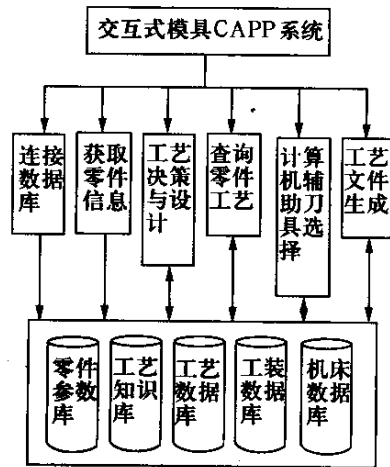 交互式模具CAPP系统
连接
数据
库
获取
零件
信息
工艺
决策
与设
计
查询
零件
工艺
计算
机辅
助刀
具选
择
工艺
文件
生成
零件
参数
库
工艺
知识
库
工艺
数据
库
工装
数据
库
机床
数据
库